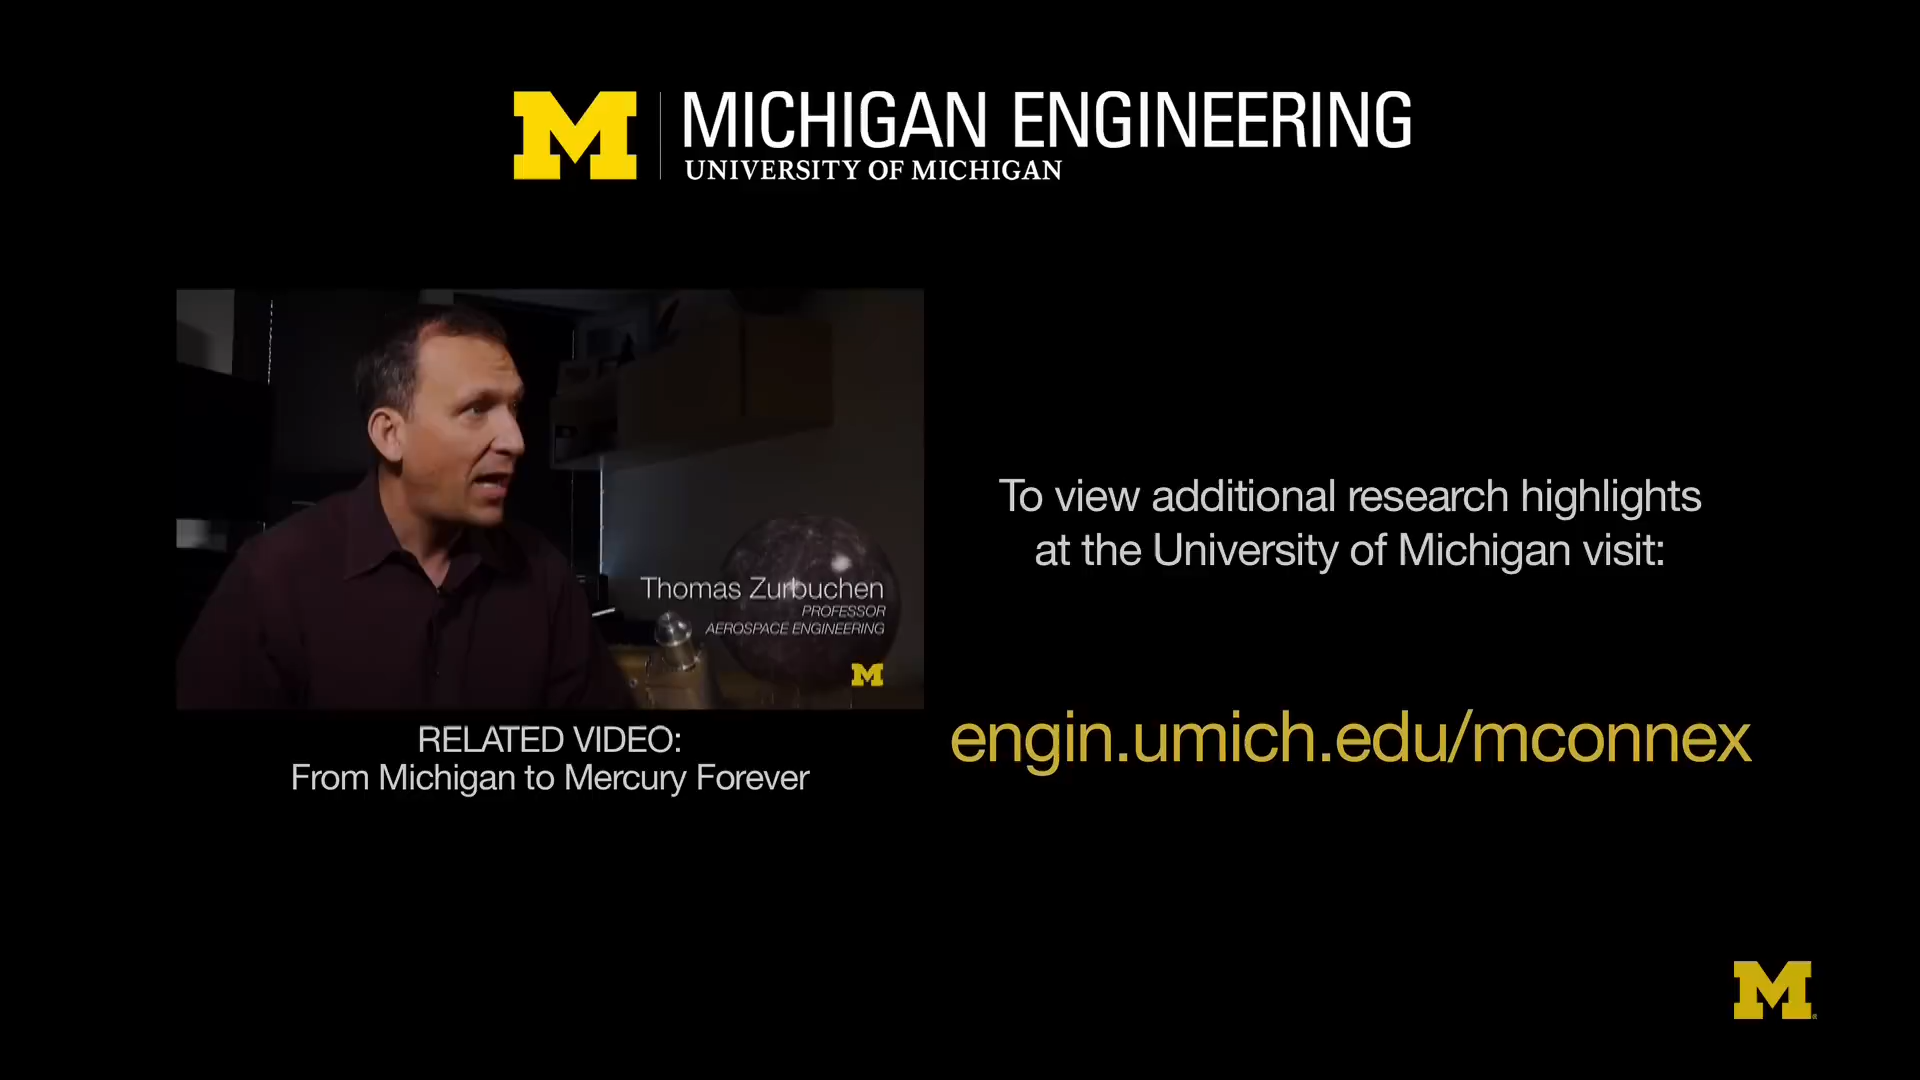 M
MICHIGAN ENGINEERING
UNIVERSITY OF MICHIGAN
Thomas Zurbuchen
PROFESSOR
AEROSPACE ENGINEERING
M
RELATED VIDEO:
From Michigan to Mercury Forever
To view additional research highlights
at the University of Michigan visit:
engin.umich.edu/mconnex
M